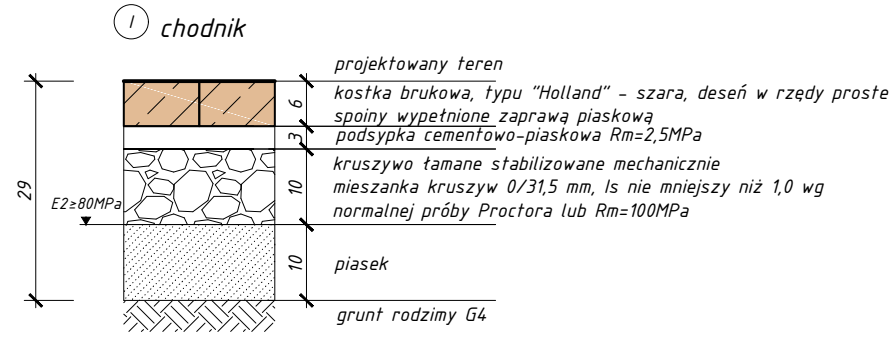 I chodnik
projektowany teren
kostka brukowa, typu "Holland" - szara, deseń w rzędy proste
spoiny wypełnione zaprawą piaskową
podsypka cementowo-piaskowa Rm=2,5MPa
kruszywo łamane stabilizowane mechanicznie
mieszanka kruszyw 0/31,5 mm, Is nie mniejszy niż 1,0 wg
normalnej próby Proctora lub Rm=100MPa
piasek
grunt rodzimy G4
6
3
10
10
29
E2≥80MPa